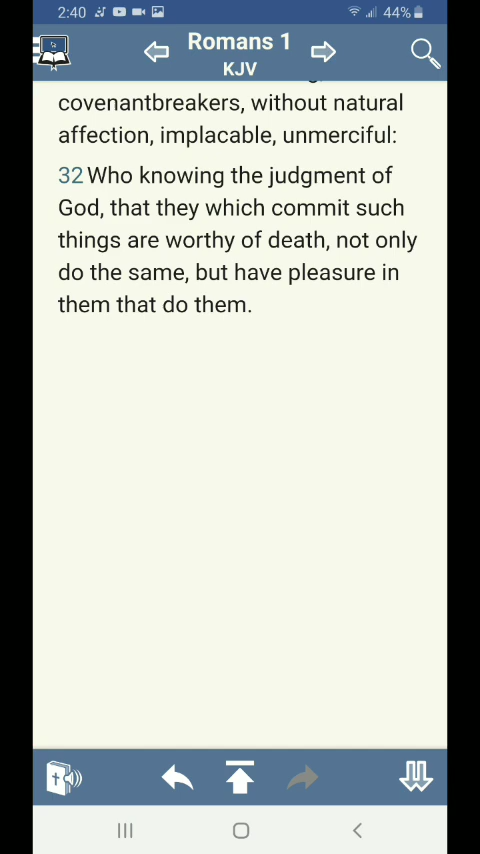 2:40
44%
Romans 1
KJV
covenantbreakers, without natural
affection, implacable, unmerciful:
32 Who knowing the judgment of
God, that they which commit such
things are worthy of death, not only
do the same, but have pleasure in
them that do them.